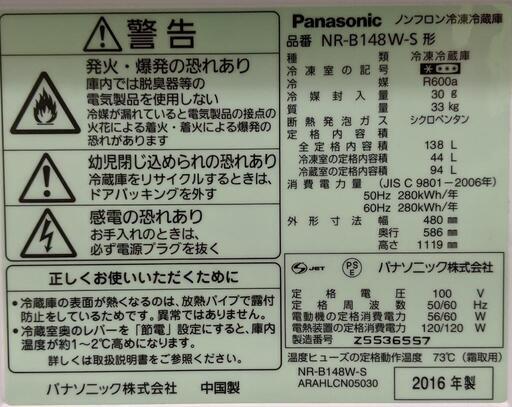 警告
発火・爆発の恐れあり
庫内では脱臭器等の
電気製品を使用しない
冷媒が漏れていると電気製品の接点の
火花による着火・着火による爆発の
恐れがあります
幼児閉じ込められの恐れあり
冷蔵庫をリサイクルするときは、
ドアパッキングを外す
感電の恐れあり
お手入れのときは、
必ず電源プラグを抜く
正しくお使いいただくために
•冷蔵庫の表面が熱くなるのは、放熱パイプで露付
防止をしているためです。異常ではありません。
•冷蔵室奥のレバーを「節電」設定にすると、庫内
温度が約1〜2℃高めになります。
詳しくは取扱説明書をご参照ください。
パナソニック株式会社 中国製
Panasonic ノンフロン冷凍冷蔵庫
品番 NR-B148W-S形
種類 冷凍冷蔵庫
冷凍室の記号
冷媒 R600a
冷媒封入量 30g
質量 33kg
断熱発泡ガス シクロペンタン
定格内容積
全定格内容積 138 L
冷凍室の定格内容積 44 L
冷蔵室の定格内容積 94 L
消費電力量 (JIS C 9801-2006年)
50Hz 280kWh/年
60Hz 280kWh/年
外形寸法 幅 480 ㎜
奥行 586 ㎜
高さ 1119 ㎜
JET PS E パナソニック株式会社
定格電圧 100 V
定格周波数 50/60 Hz
電動機の定格消費電力 56/60 W
電熱装置の定格消費電力 120/120 W
Z5536557
温度ヒューズの定格動作温度 73℃ (霜取用)
NR-B148W-S
ARAHLCN05030
2016年製